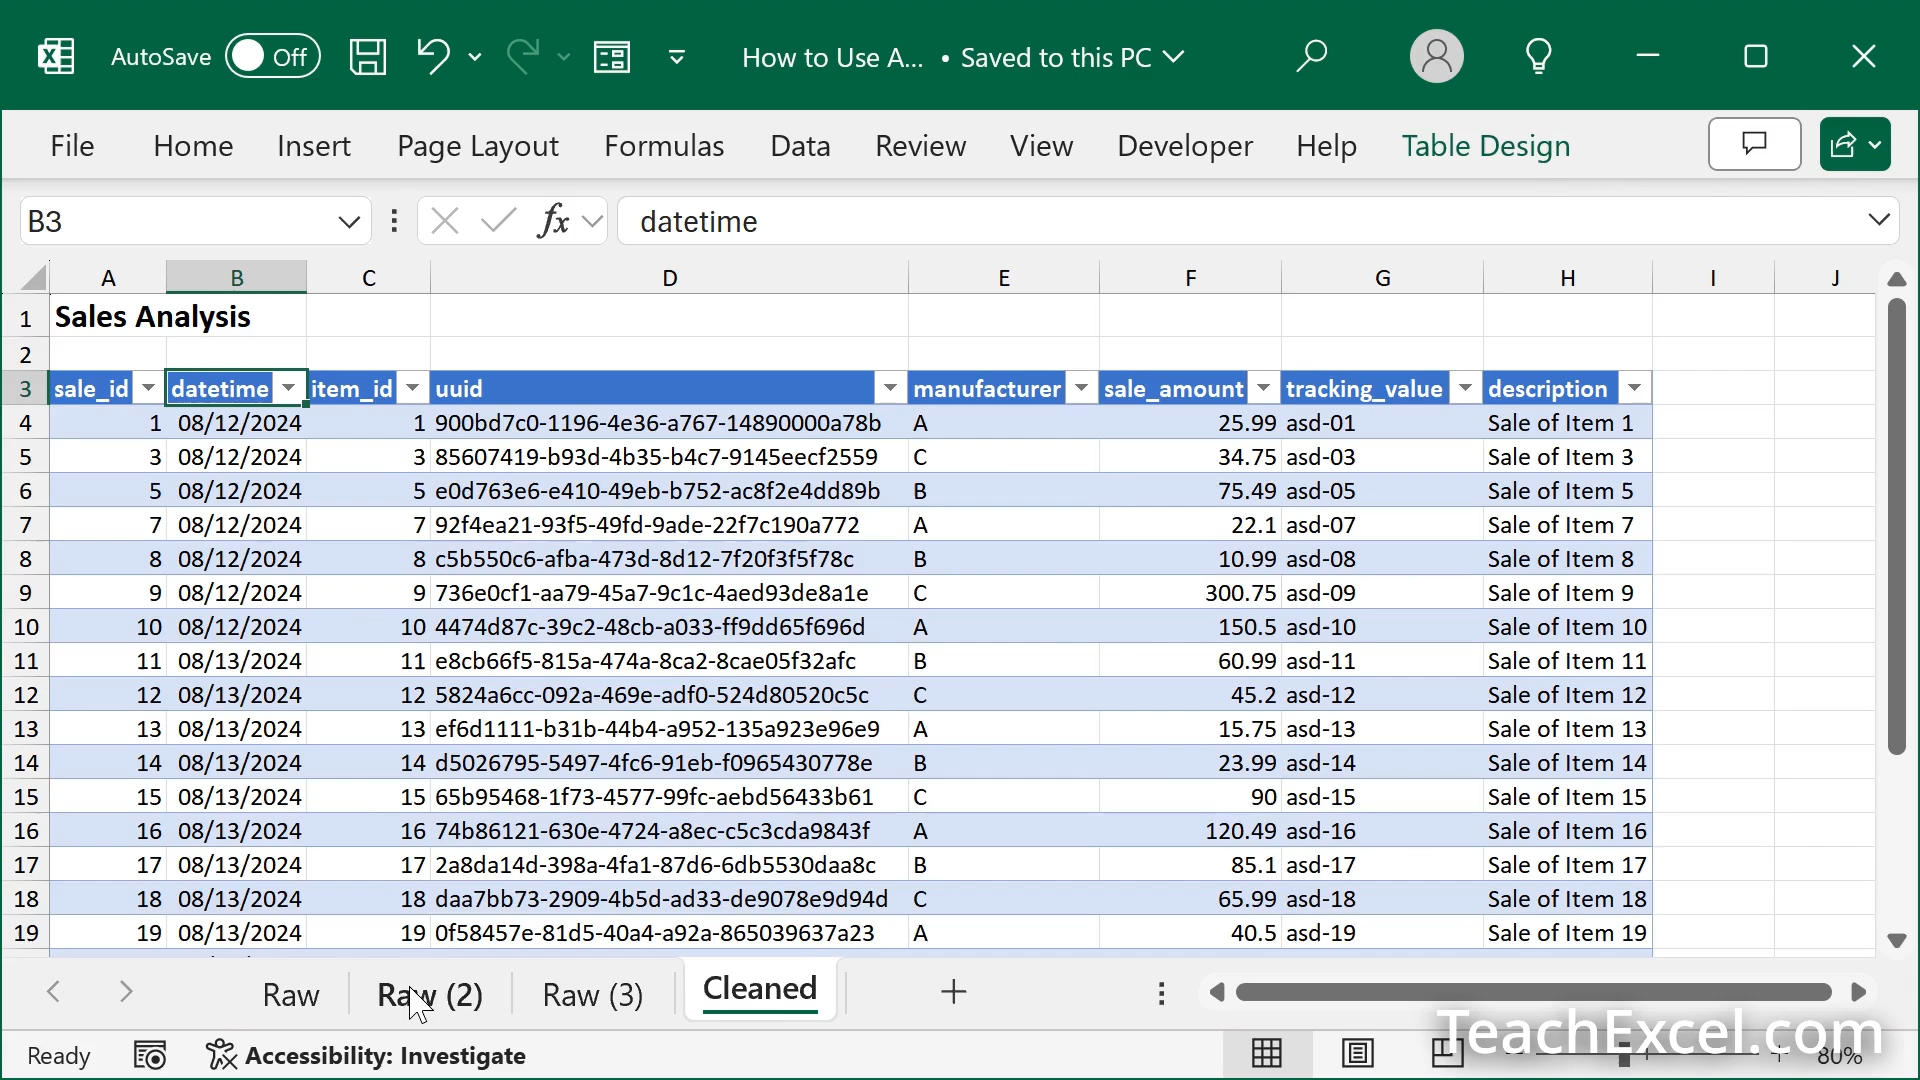 AutoSave Off How to Use A... • Saved to this PC
File Home Insert Page Layout Formulas Data Review View Developer Help Table Design
B3 fx datetime
A B C D E F G H I J
1 Sales Analysis
2
3 sale_id datetime item_id uuid manufacturer sale_amount tracking_value description
4 1 08/12/2024 1 900bd7c0-1196-4e36-a767-14890000a78b A 25.99 asd-01 Sale of Item 1
5 3 08/12/2024 3 85607419-b93d-4b35-b4c7-9145eecf2559 C 34.75 asd-03 Sale of Item 3
6 5 08/12/2024 5 e0d763e6-e410-49eb-b752-ac8f2e4dd89b B 75.49 asd-05 Sale of Item 5
7 7 08/12/2024 7 92f4ea21-93f5-49fd-9ade-22f7c190a772 A 22.1 asd-07 Sale of Item 7
8 8 08/12/2024 8 c5b550c6-afba-473d-8d12-7f20f3f5f78c B 10.99 asd-08 Sale of Item 8
9 9 08/12/2024 9 736e0cf1-aa79-45a7-9c1c-4aed93de8a1e C 300.75 asd-09 Sale of Item 9
10 10 08/12/2024 10 4474d87c-39c2-48cb-a033-ff9dd65f696d A 150.5 asd-10 Sale of Item 10
11 11 08/13/2024 11 e8cb66f5-815a-474a-8ca2-8cae05f32afc B 60.99 asd-11 Sale of Item 11
12 12 08/13/2024 12 5824a6cc-092a-469e-adf0-524d80520c5c C 45.2 asd-12 Sale of Item 12
13 13 08/13/2024 13 ef6d1111-b31b-44b4-a952-135a923e96e9 A 15.75 asd-13 Sale of Item 13
14 14 08/13/2024 14 d5026795-5497-4fc6-91eb-f0965430778e B 23.99 asd-14 Sale of Item 14
15 15 08/13/2024 15 65b95468-1f73-4577-99fc-aebd56433b61 C 90 asd-15 Sale of Item 15
16 16 08/13/2024 16 74b86121-630e-4724-a8ec-c5c3cda9843f A 120.49 asd-16 Sale of Item 16
17 17 08/13/2024 17 2a8da14d-398a-4fa1-87d6-6db5530daa8c B 85.1 asd-17 Sale of Item 17
18 18 08/13/2024 18 daa7bb73-2909-4b5d-ad33-de9078e9d94d C 65.99 asd-18 Sale of Item 18
19 19 08/13/2024 19 0f58457e-81d5-40a4-a92a-865039637a23 A 40.5 asd-19 Sale of Item 19
Raw Raw (2) Raw (3) Cleaned
TeachExcel.com
Ready Accessibility: Investigate 80%